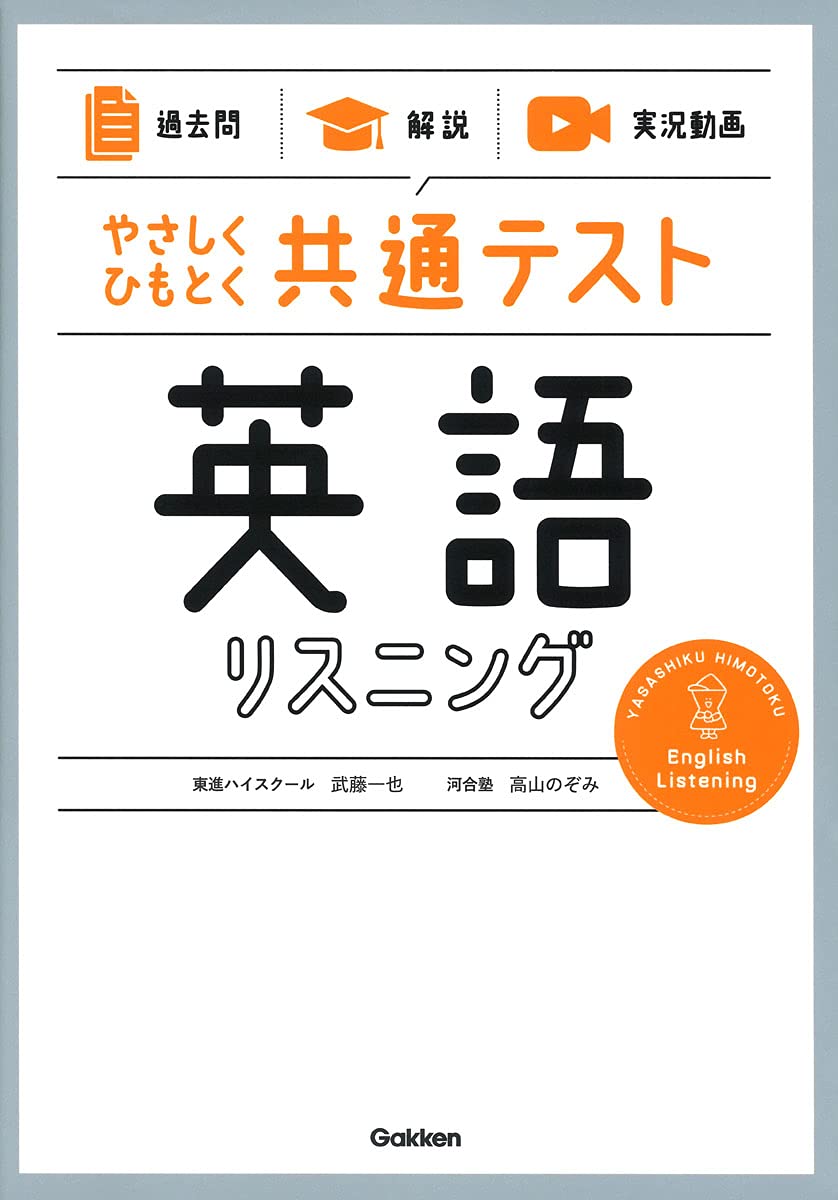 過去問
解説
実況動画
やさしく
ひもとく
共通テスト
英語
リスニング
東進ハイスクール 武藤一也 河合塾 高山のぞみ
YASASHIKU HIMOTOKU
English
Listening
Gakken